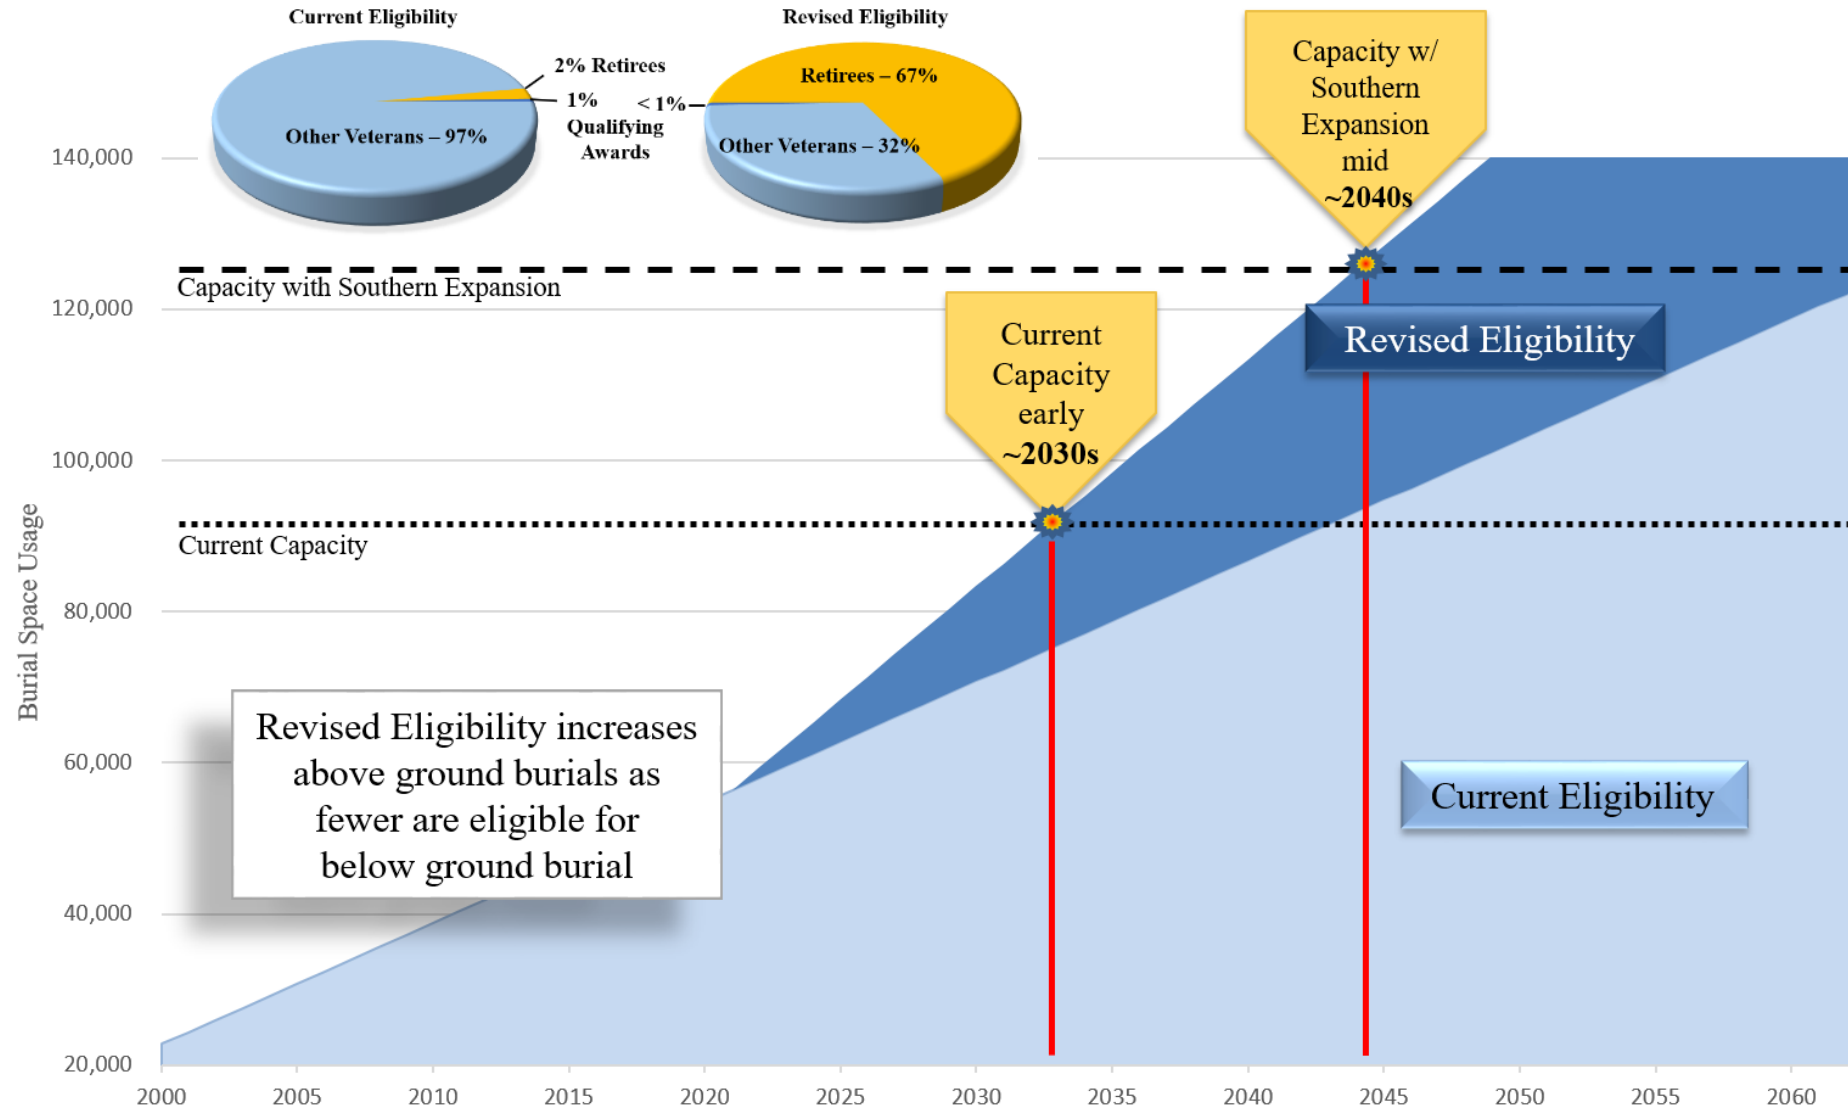 Current Eligibility
Revised Eligibility
2% Retirees
1%
Qualifying
Awards
Other Veterans – 97%
< 1%
Retirees – 67%
Other Veterans – 32%
Capacity w/
Southern
Expansion
mid
~2040s
Capacity with Southern Expansion
Current
Capacity
early
~2030s
Revised Eligibility
Current Capacity
Revised Eligibility increases
above ground burials as
fewer are eligible for
below ground burial
Current Eligibility
Burial Space Usage
140,000
120,000
100,000
80,000
60,000
40,000
20,000
2000
2005
2010
2015
2020
2025
2030
2035
2040
2045
2050
2055
2060